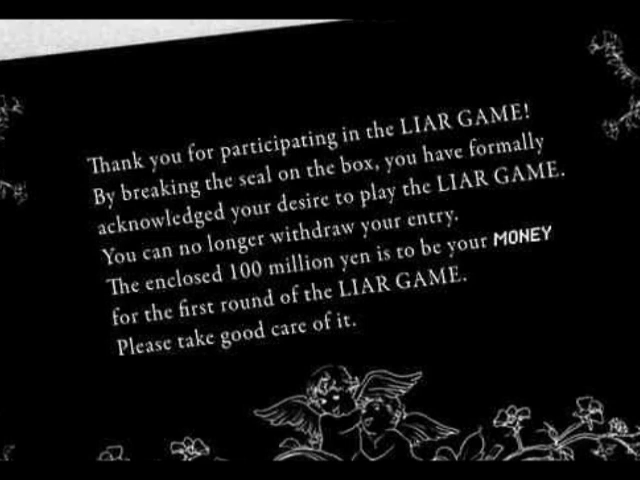 Thank you for participating in the LIAR GAME!
By breaking the seal on the box, you have formally
acknowledged your desire to play the LIAR GAME.
You can no longer withdraw your entry.
The enclosed 100 million yen is to be your MONEY
for the first round of the LIAR GAME.
Please take good care of it.